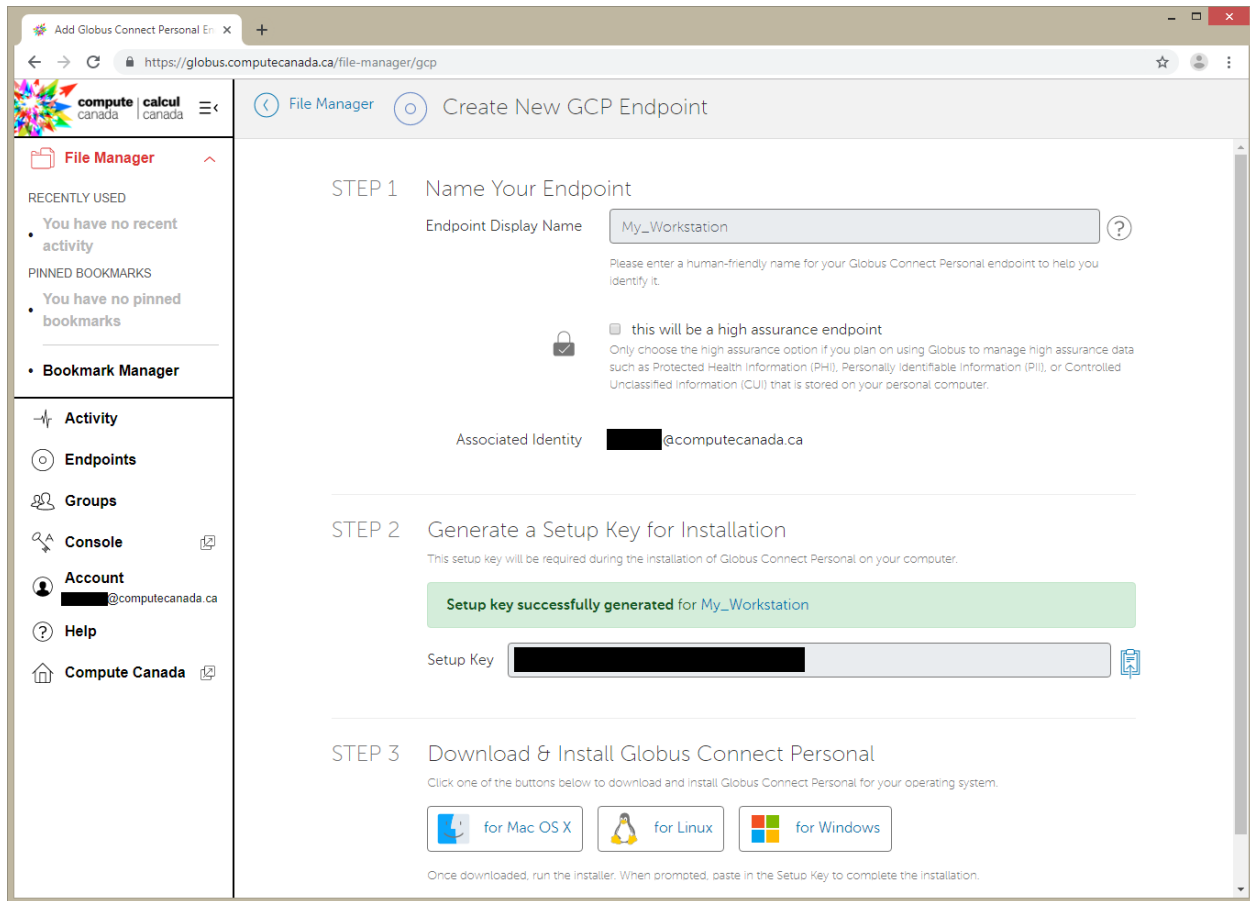 Add Globus Connect Personal En
https://globus.computecanada.ca/file-manager/gcp
compute | calcul
canada | canada
File Manager
RECENTLY USED
You have no recent
activity
PINNED BOOKMARKS
You have no pinned
bookmarks
Bookmark Manager
Activity
Endpoints
Groups
Console
Account
@computecanada.ca
Help
Compute Canada
File Manager
Create New GCP Endpoint
STEP 1 Name Your Endpoint
Endpoint Display Name My_Workstation
Please enter a human-friendly name for your Globus Connect Personal endpoint to help you
identify it.
this will be a high assurance endpoint
Only choose the high assurance option if you plan on using Globus to manage high assurance data
such as Protected Health Information (PHI), Personally Identifiable Information (PII), or Controlled
Unclassified Information (CUI) that is stored on your personal computer.
Associated Identity @computecanada.ca
STEP 2 Generate a Setup Key for Installation
This setup key will be required during the installation of Globus Connect Personal on your computer.
Setup key successfully generated for My_Workstation
Setup Key
STEP 3 Download & Install Globus Connect Personal
Click one of the buttons below to download and install Globus Connect Personal for your operating system.
for Mac OS X
for Linux
for Windows
Once downloaded, run the installer. When prompted, paste in the Setup Key to complete the installation.